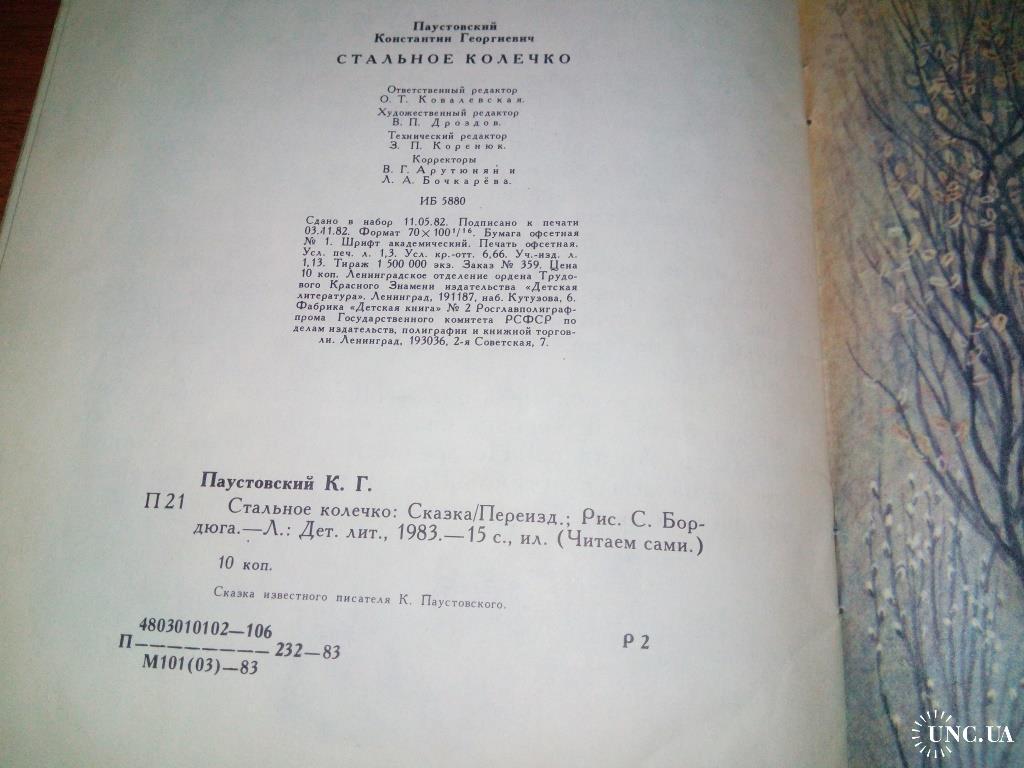 Паустовский
Константин Георгиевич
СТАЛЬНОЕ КОЛЕЧКО
Ответственный редактор
О. Т. Ковалевская.
Художественный редактор
В. П. Дроздов.
Технический редактор
З. П. Коренюк.
Корректоры
В. Г. Арутюнян и
Л. А. Бочкарёва.
ИБ 5880
Сдано в набор 11.05.82. Подписано к печати
03.11.82. Формат 70×100 1/16. Бумага офсетная
№ 1. Шрифт академический. Печать офсетная.
Усл. печ. л. 1,3. Усл. кр.-отт. 6,66. Уч.-изд. л.
1,13. Тираж 1 500 000 экз. Заказ № 359. Цена
10 коп. Ленинградское отделение ордена Трудо-
вого Красного Знамени издательства «Детская
литература». Ленинград, 191187, наб. Кутузова, 6.
Фабрика «Детская книга» № 2 Росглавполиграф-
прома Государственного комитета РСФСР по
делам издательств, полиграфии и книжной торгов-
ли. Ленинград, 193036, 2-я Советская, 7.
Паустовский К. Г.
П 21
Стальное колечко: Сказка/Переизд.; Рис. С. Бор-
дюга.—Л.: Дет. лит., 1983.—15 с., ил. (Читаем сами.)
10 коп.
Сказка известного писателя К. Паустовского.
4803010102—106
П———————232—83
М101(03)—83
Р 2
UNC.UA